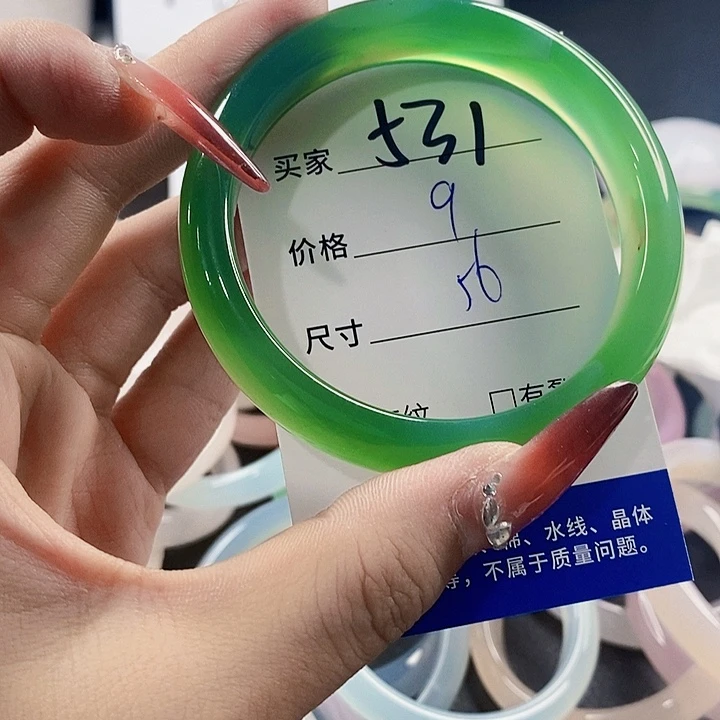 买家 531
价格 9
尺寸 56
纹 □有裂
棉、水线、晶体
等，不属于质量问题。